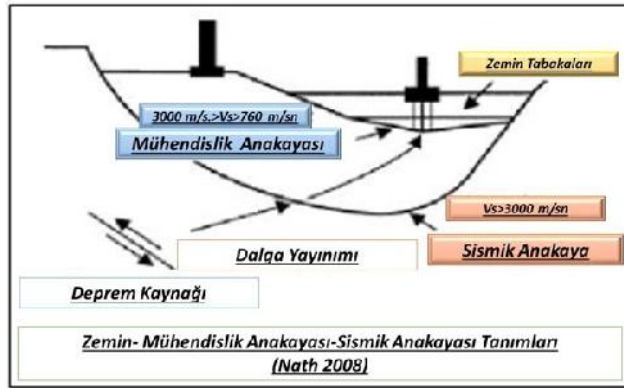 Zemin Tabakaları
3000 m/s.>Vs>760 m/sn
Mühendislik Anakayası
Vs>3000 m/sn
Dalga Yayınımı
Sismik Anakaya
Deprem Kaynağı
Zemin- Mühendislik Anakayası-Sismik Anakayası Tanımları
(Nath 2008)